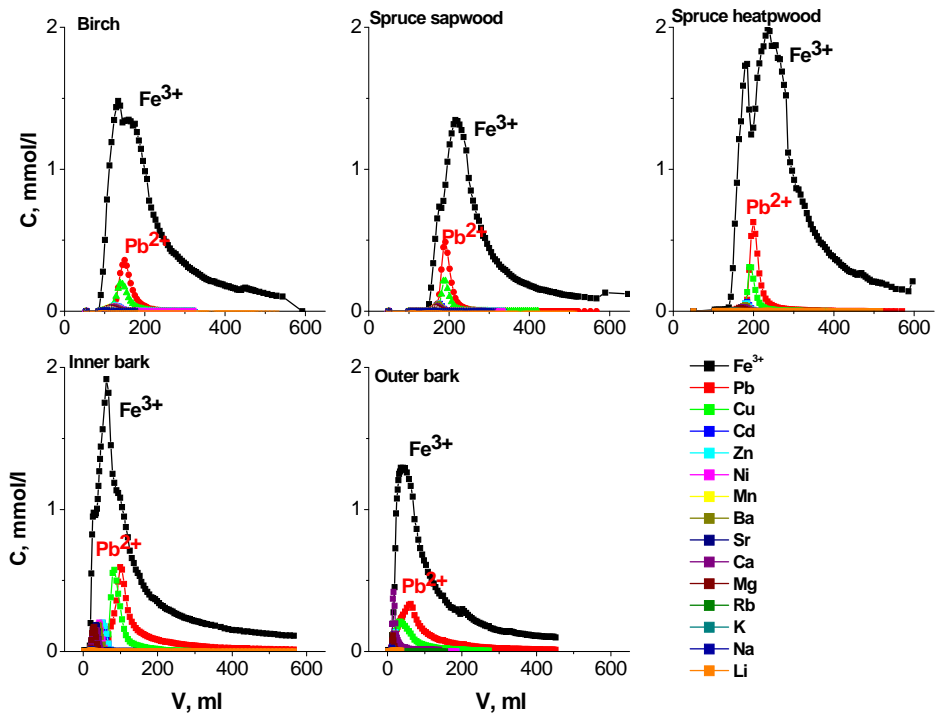 Birch
Spruce sapwood
Spruce heatpwood
C, mmol/l
2
1
0
Fe3+
Pb2+
0
200
400
600
2
1
0
Fe3+
Pb2+
0
200
400
600
2
1
0
Fe3+
Pb2+
0
200
400
600
Inner bark
Outer bark
C, mmol/l
2
1
0
Fe3+
Pb2+
0
200
400
600
V, ml
2
1
0
Fe3+
Pb2+
0
200
400
600
V, ml
Fe3+
Pb
Cu
Cd
Zn
Ni
Mn
Ba
Sr
Ca
Mg
Rb
K
Na
Li